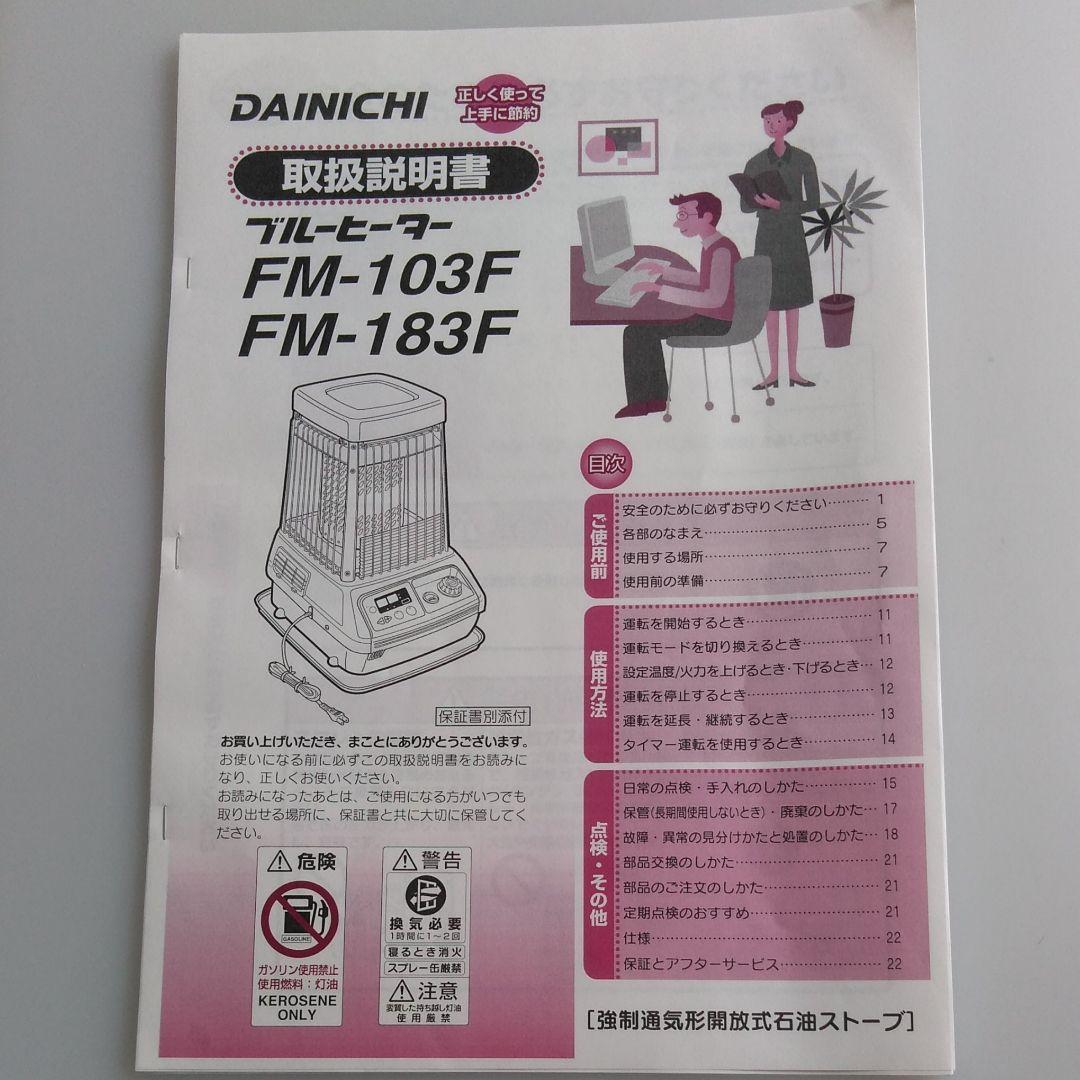 DAINICHI
正しく使って
上手に節約
取扱説明書
ブルーヒーター
FM-103F
FM-183F
保証書別添付
お買い上げいただき、まことにありがとうございます。
お使いになる前に必ずこの取扱説明書をお読みに
なり、正しくお使いください。
お読みになったあとは、ご使用になる方がいつでも
取り出せる場所に、保証書と共に大切に保管してく
ださい。
危険
GASOLINE
ガソリン使用禁止
使用燃料：灯油
KEROSENE
ONLY
警告
換気必要
1時間に1～2回
寝るとき消火
スプレー缶厳禁
注意
変質した持ち越し灯油
使用厳禁
目次
ご使用前
安全のために必ずお守りください……… 1
各部のなまえ……… 5
使用する場所……… 7
使用前の準備……… 7
使用方法
運転を開始するとき……… 11
運転モードを切り換えるとき……… 11
設定温度/火力を上げるとき・下げるとき… 12
運転を停止するとき……… 12
運転を延長・継続するとき……… 13
タイマー運転を使用するとき……… 14
点検・その他
日常の点検・手入れのしかた……… 15
保管(長期間使用しないとき)・廃棄のしかた… 17
故障・異常の見分けかたと処置のしかた… 18
部品交換のしかた……… 21
部品のご注文のしかた……… 21
定期点検のおすすめ……… 21
仕様……… 22
保証とアフターサービス……… 22
［強制通気形開放式石油ストーブ］